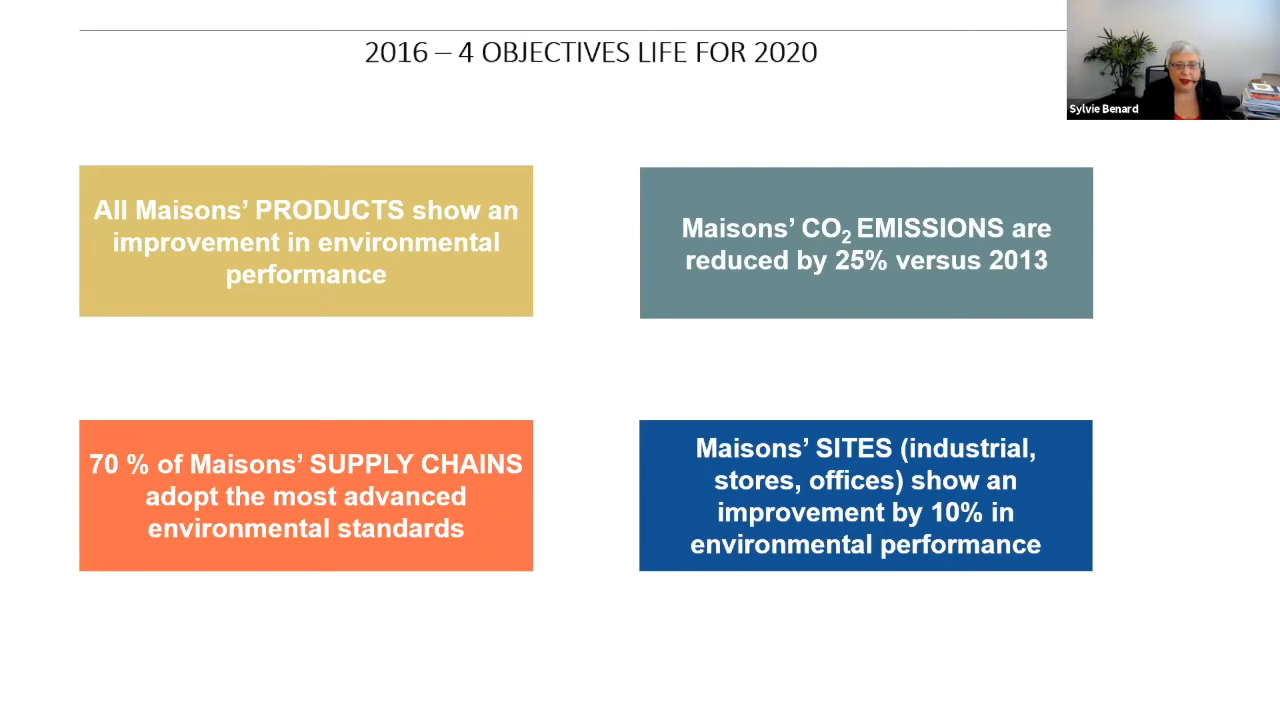 2016 – 4 OBJECTIVES LIFE FOR 2020
Sylvie Benard
All Maisons’ PRODUCTS show an
improvement in environmental
performance
Maisons’ CO₂ EMISSIONS are
reduced by 25% versus 2013
70 % of Maisons’ SUPPLY CHAINS
adopt the most advanced
environmental standards
Maisons’ SITES (industrial,
stores, offices) show an
improvement by 10% in
environmental performance